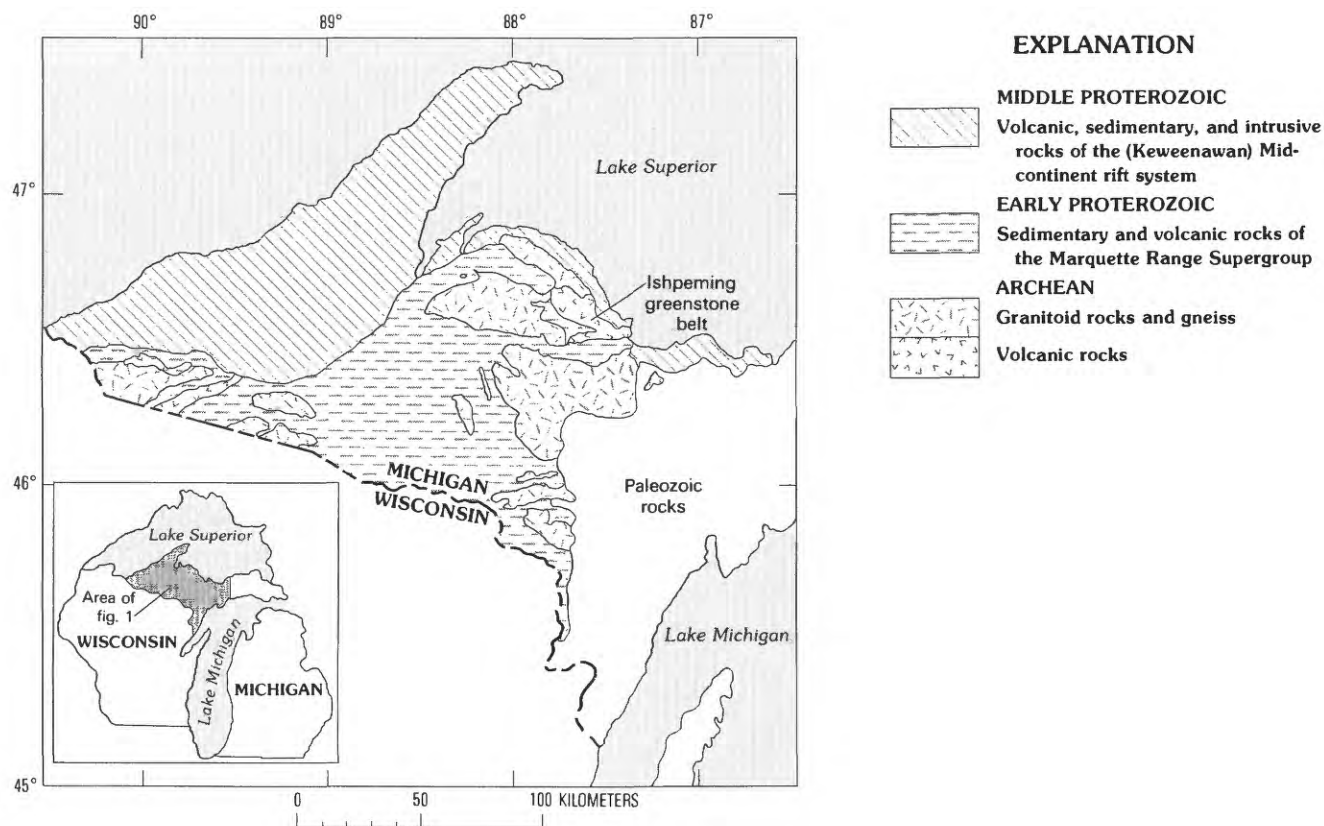 90°
89°
88°
87°
47°
46°
45°
Lake Superior
Ishpeming
greenstone
belt
MICHIGAN
WISCONSIN
Paleozoic
rocks
Lake Michigan
Lake Superior
Area of
fig. 1
WISCONSIN
Lake Michigan
MICHIGAN
0 50 100 KILOMETERS
EXPLANATION
MIDDLE PROTEROZOIC
Volcanic, sedimentary, and intrusive
rocks of the (Keweenawan) Mid-
continent rift system
EARLY PROTEROZOIC
Sedimentary and volcanic rocks of
the Marquette Range Supergroup
ARCHEAN
Granitoid rocks and gneiss
Volcanic rocks